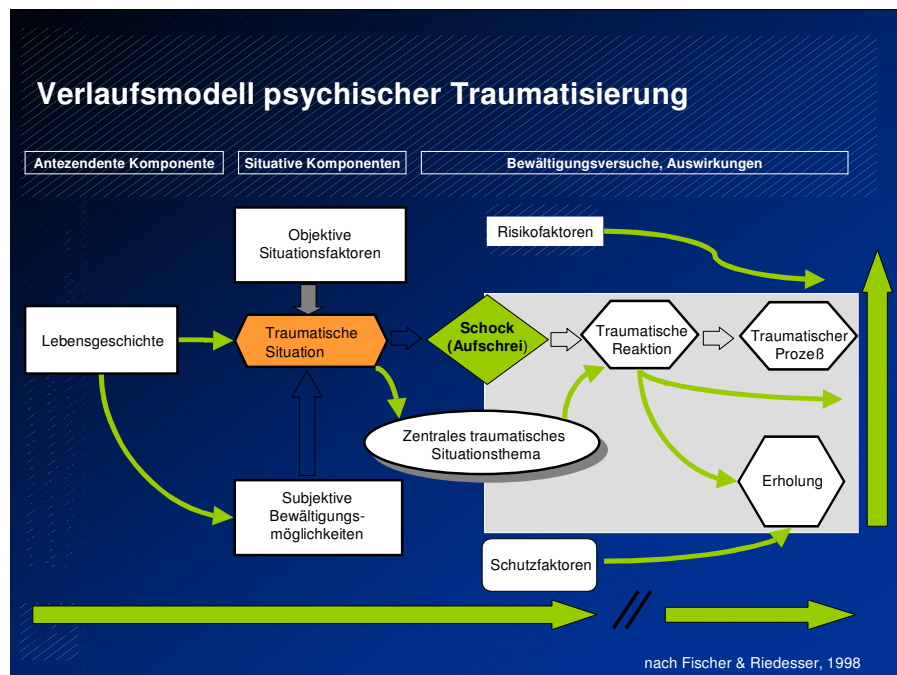 Verlaufsmodell psychischer Traumatisierung
Antezendente Komponente
Situative Komponenten
Bewältigungsversuche, Auswirkungen
Objektive
Situationsfaktoren
Risikofaktoren
Lebensgeschichte
Traumatische
Situation
Schock
(Aufschrei)
Traumatische
Reaktion
Traumatischer
Prozeß
Zentrales traumatisches
Situationsthema
Subjektive
Bewältigungs-
möglichkeiten
Erholung
Schutzfaktoren
nach Fischer & Riedesser, 1998